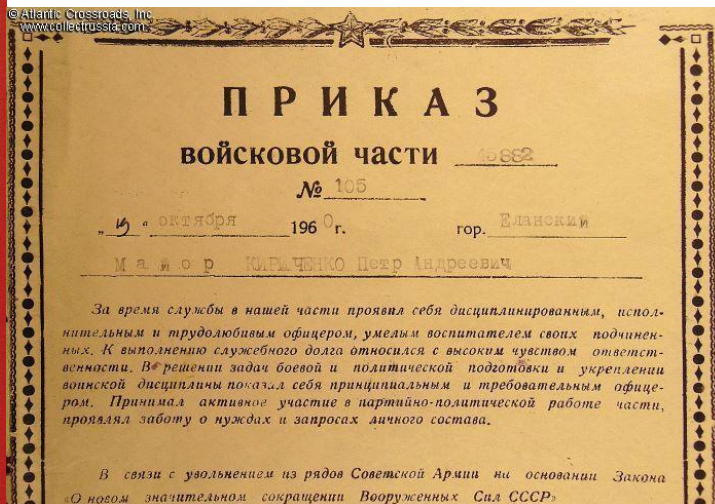 © Atlantic Crossroads, Inc.
www.collectrussia.com
ПРИКАЗ
ВОЙСКОВОЙ ЧАСТИ
№ 105
" " октября 1960 г. гор. Еланский
Майор КИРИЧЕНКО Петр Андреевич
За время службы в нашей части проявил себя дисциплинированным, испол-
нительным и трудолюбивым офицером, умелым воспитателем своих подчинен-
ных. К выполнению служебного долга относился с высоким чувством ответст-
венности. В решении задач боевой и политической подготовки и укреплении
воинской дисциплины показал себя принципиальным и требовательным офице-
ром. Принимал активное участие в партийно-политической работе части,
проявлял заботу о нуждах и запросах личного состава.
В связи с увольнением из рядов Советской Армии на основании Закона
«О новом значительном сокращении Вооруженных Сил СССР»